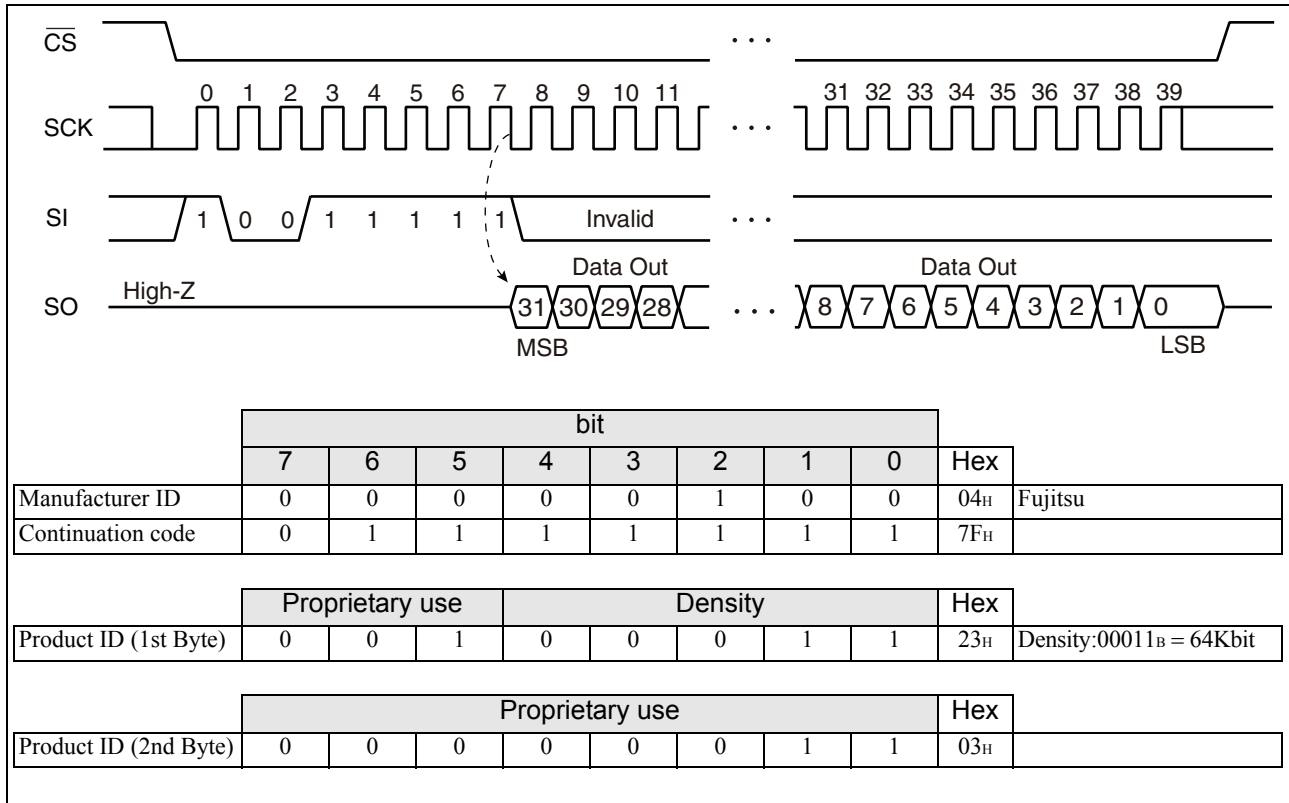 CS · · ·
0 1 2 3 4 5 6 7 8 9 10 11 31 32 33 34 35 36 37 38 39
SCK · · ·
SI 1 0 0 1 1 1 1 1 Invalid · · ·
Data Out Data Out
High-Z
SO 31 30 29 28 · · · 8 7 6 5 4 3 2 1 0
MSB LSB
bit
7 6 5 4 3 2 1 0 Hex
Manufacturer ID 0 0 0 0 0 1 0 0 04H Fujitsu
Continuation code 0 1 1 1 1 1 1 1 7FH
Proprietary use Density Hex
Product ID (1st Byte) 0 0 1 0 0 0 1 1 23H Density:00011B = 64Kbit
Proprietary use Hex
Product ID (2nd Byte) 0 0 0 0 0 0 1 1 03H